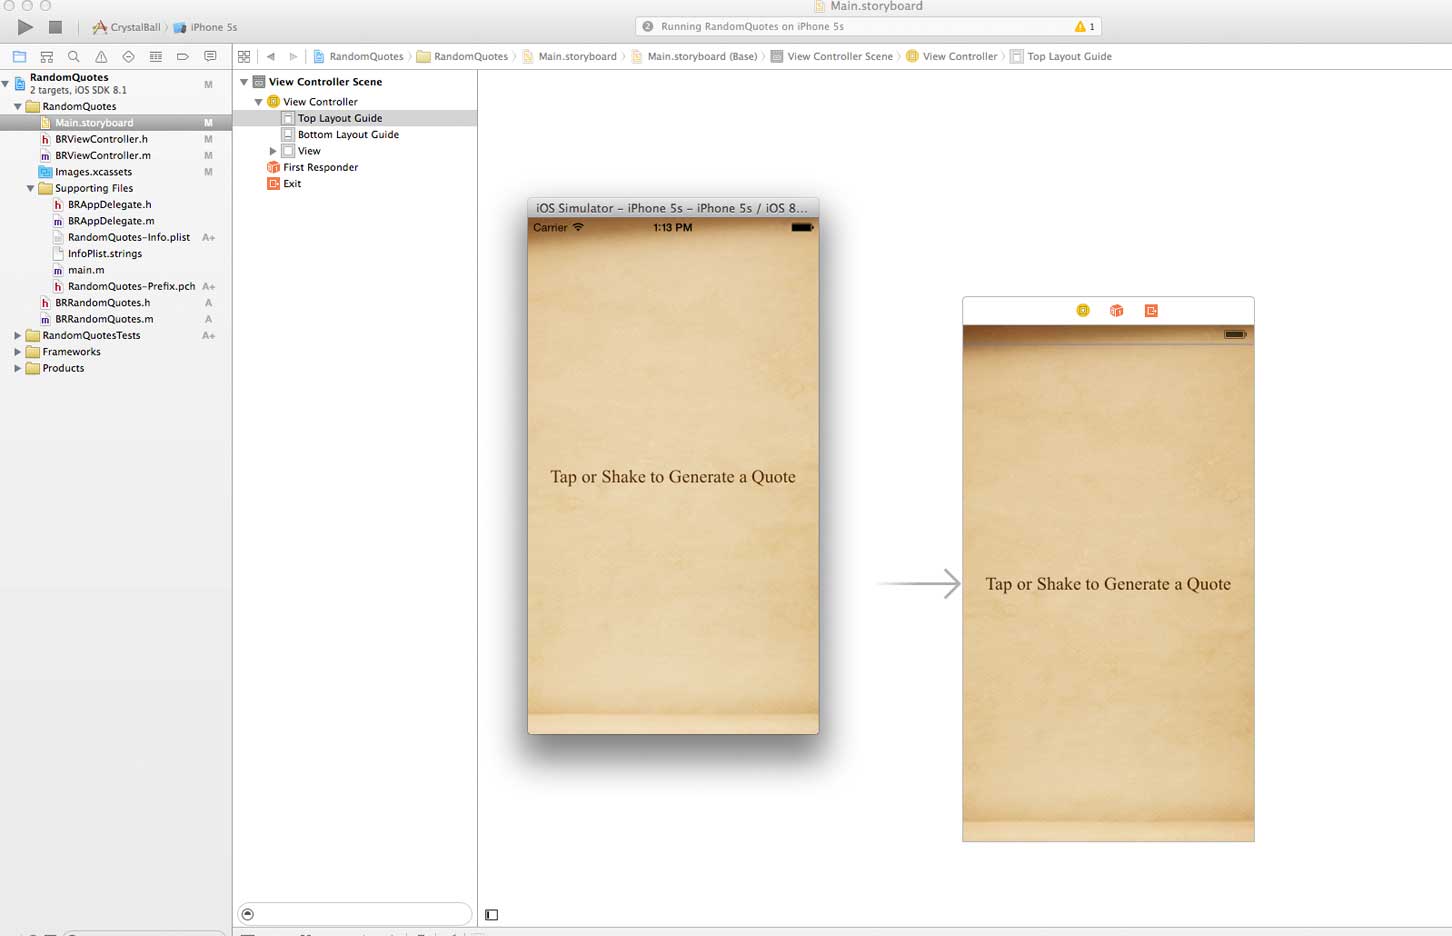 Main.storyboard
CrystalBall
iPhone 5s
2
Running RandomQuotes on iPhone 5s
1
RandomQuotes
RandomQuotes
Main.storyboard
Main.storyboard (Base)
View Controller Scene
View Controller
Top Layout Guide
RandomQuotes
2 targets, iOS SDK 8.1
M
RandomQuotes
Main.storyboard M
h BRViewController.h M
m BRViewController.m M
Images.xcassets M
Supporting Files
h BRAppDelegate.h
m BRAppDelegate.m
RandomQuotes-Info.plist A+
InfoPlist.strings
m main.m
h RandomQuotes-Prefix.pch A+
h BRRandomQuotes.h A
m BRRandomQuotes.m A
RandomQuotesTests A+
Frameworks
Products
View Controller Scene
View Controller
Top Layout Guide
Bottom Layout Guide
View
First Responder
Exit
iOS Simulator – iPhone 5s – iPhone 5s / iOS 8...
Carrier 1:13 PM
Tap or Shake to Generate a Quote
Tap or Shake to Generate a Quote